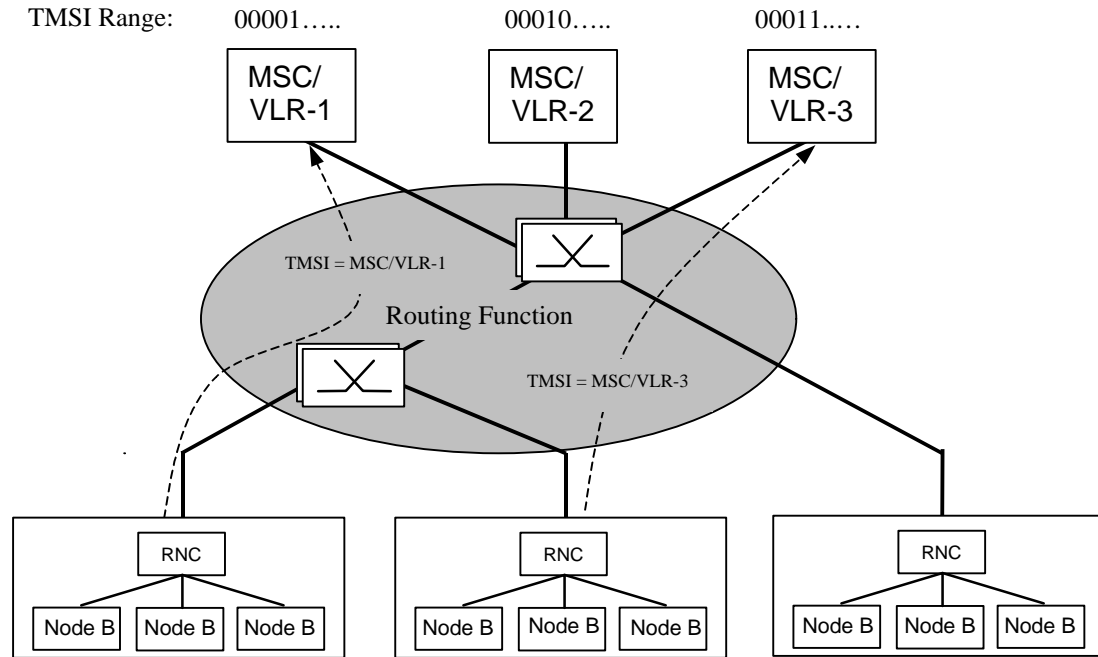 TMSI Range: 00001….. 00010….. 00011..…
MSC/
VLR-1
MSC/
VLR-2
MSC/
VLR-3
TMSI = MSC/VLR-1
Routing Function
TMSI = MSC/VLR-3
RNC
Node B Node B Node B
RNC
Node B Node B Node B
RNC
Node B Node B Node B